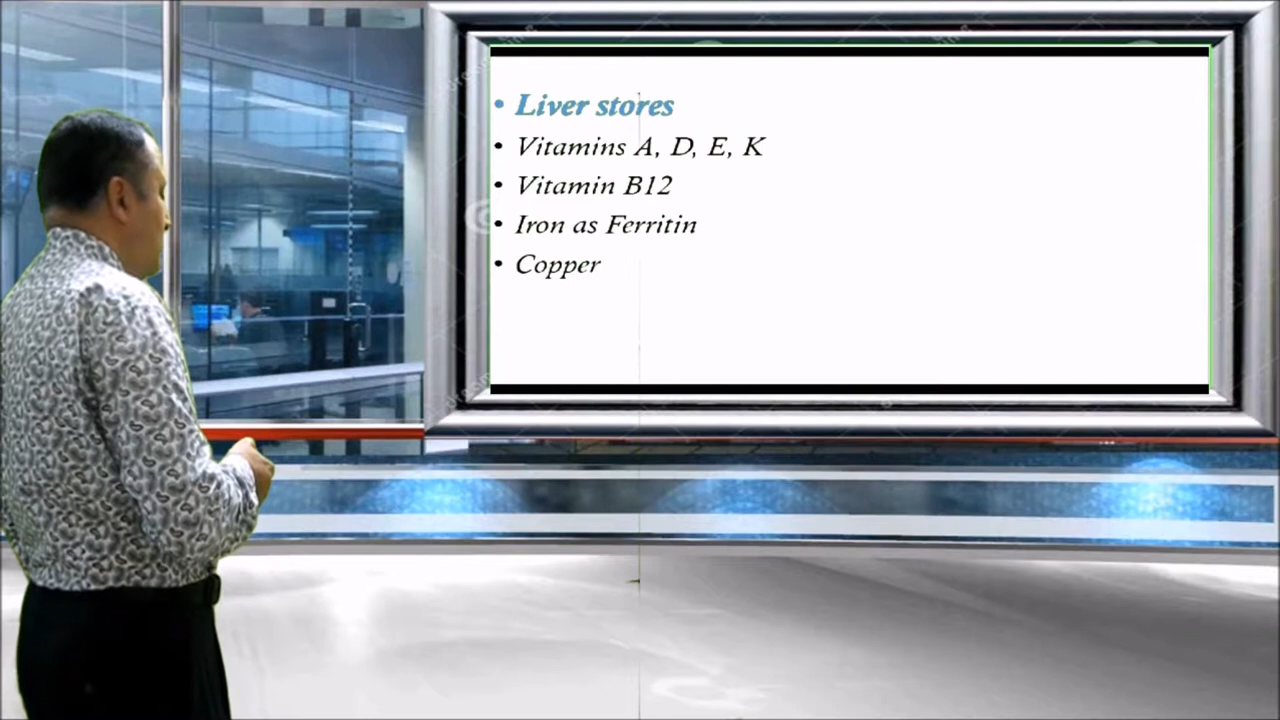 • Liver stores
• Vitamins A, D, E, K
• Vitamin B12
• Iron as Ferritin
• Copper